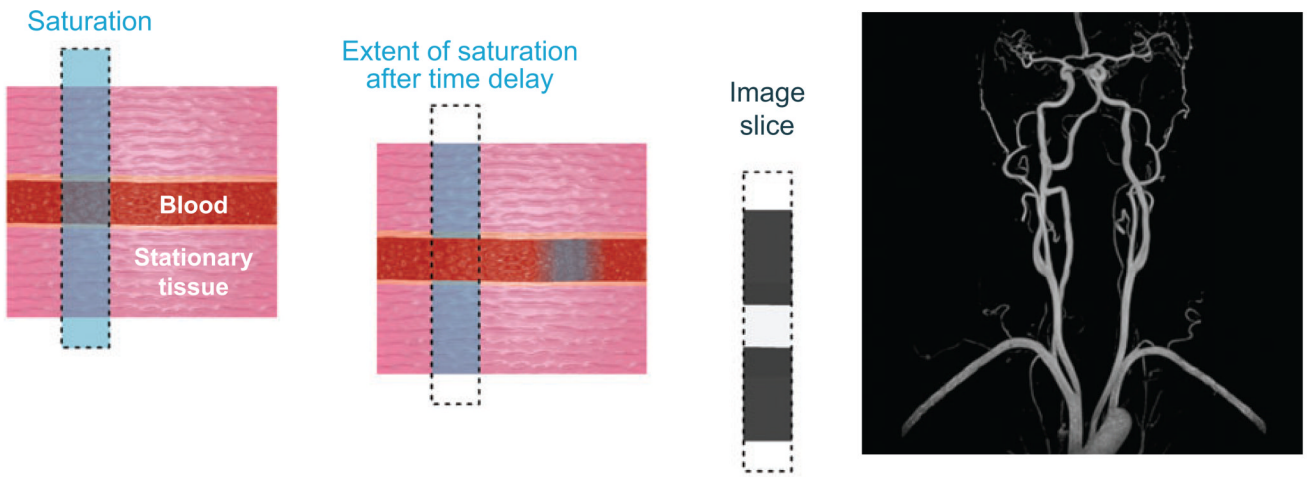 Saturation
Blood
Stationary
tissue
Extent of saturation
after time delay
Image
slice